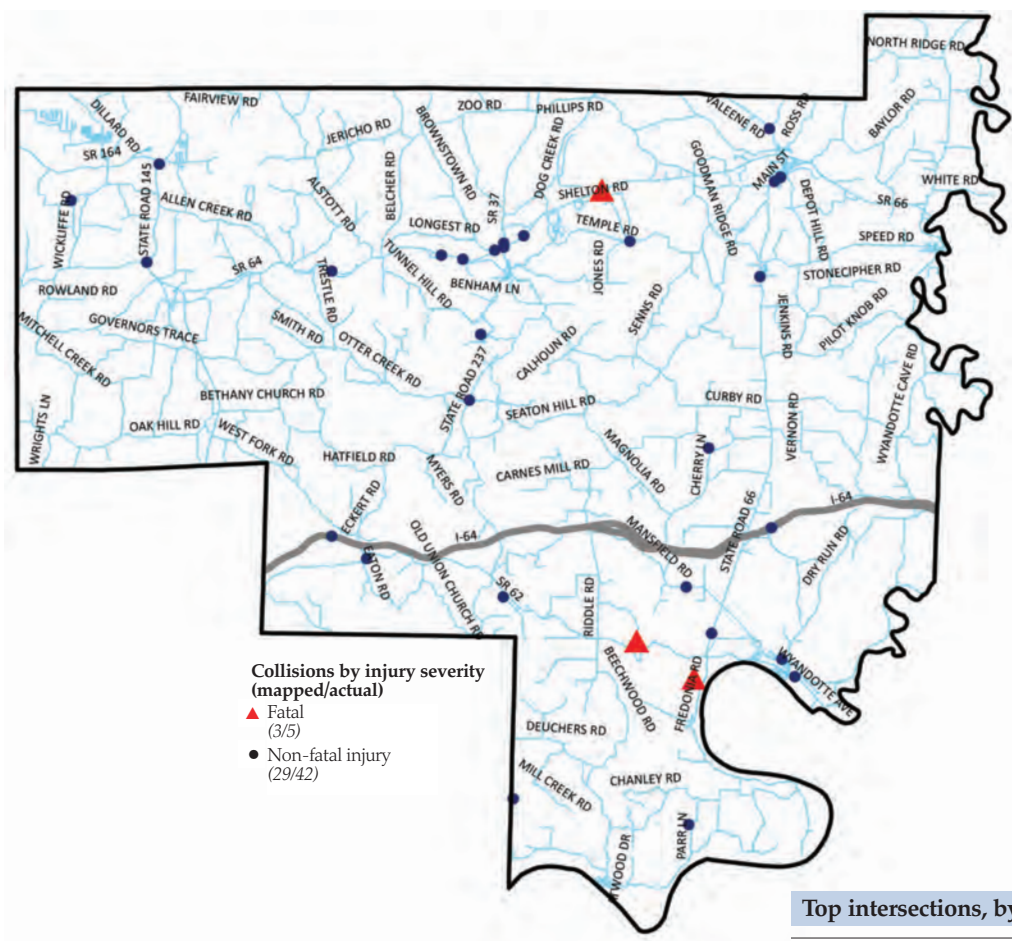 NORTH RIDGE RD
FAIRVIEW RD
ZOO RD
PHILLIPS RD
VALEENE RD
ROSS RD
BAYLOR RD
DILLARD RD
JERICHO RD
BROWNSTOWN RD
DOG CREEK RD
SR 164
STATE ROAD 145
BELCHER RD
GOODMAN RIDGE RD
MAIN ST
WHITE RD
WICKLIFFE RD
ALLEN CREEK RD
ALSTOTT RD
SR 37
SHELTON RD
DEPOT HILL RD
SR 66
LONGEST RD
TEMPLE RD
SPEED RD
SR 64
TRESTLE RD
TUNNEL HILL RD
BENHAM LN
JONES RD
STONECIPHER RD
ROWLAND RD
SENNS RD
JENKINS RD
PILOT KNOB RD
MITCHELL CREEK RD
GOVERNORS TRACE
SMITH RD
OTTER CREEK RD
STATE ROAD 237
CALHOUN RD
WYANDOTTE CAVE RD
WRIGHTS LN
BETHANY CHURCH RD
SEATON HILL RD
CURBY RD
VERNON RD
OAK HILL RD
WEST FORK RD
HATFIELD RD
MYERS RD
CARNES MILL RD
MAGNOLIA RD
CHERRY LN
ECKERT RD
I-64
I-64
EATON RD
OLD UNION CHURCH RD
MANSFIELD RD
STATE ROAD 66
DRY RUN RD
SR 62
RIDDLE RD
BEECHWOOD RD
FREDONIA RD
WYANDOTTE AVE
Collisions by injury severity
(mapped/actual)
Fatal
(3/5)
Non-fatal injury
(29/42)
DEUCHERS RD
MILL CREEK RD
CHANLEY RD
PARR LN
Top intersections, by